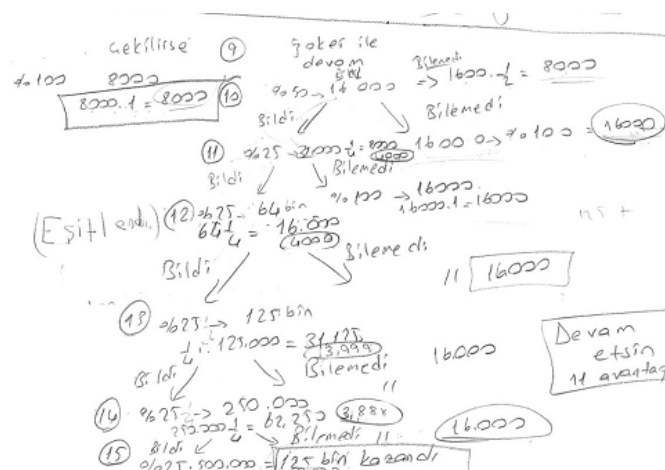 Çekilirse ⑨ Joker ile
devam
%100 8000 %50 → 16000 Bilemedi => 1600.½ = 8000
8000.1 = 8000 ⑩ Bildi Bilemedi
⑪ %25 → 32000 ¼ = 8000 16000 → %100 = 16000
4000
Bildi Bilemedi
%100 → 16000
16000.1 = 16000
(Eşitlendi) ⑫ %25 → 64 bin
64 ¼ = 16.000
(4000)
Bildi Bilemedi
11 16000
⑬ %25 → 125 bin
¼ . 125.000 = 31.125
3,999
Bildi Bilemedi
16.000
Devam
etsin
11 avantaj
11
⑭ %25 → 250.000
250.000 ¼ = 62.250 3,88x 16.000
Bildi Bilemedi 11
⑮ %25.500.000 = 125 bin kazandı